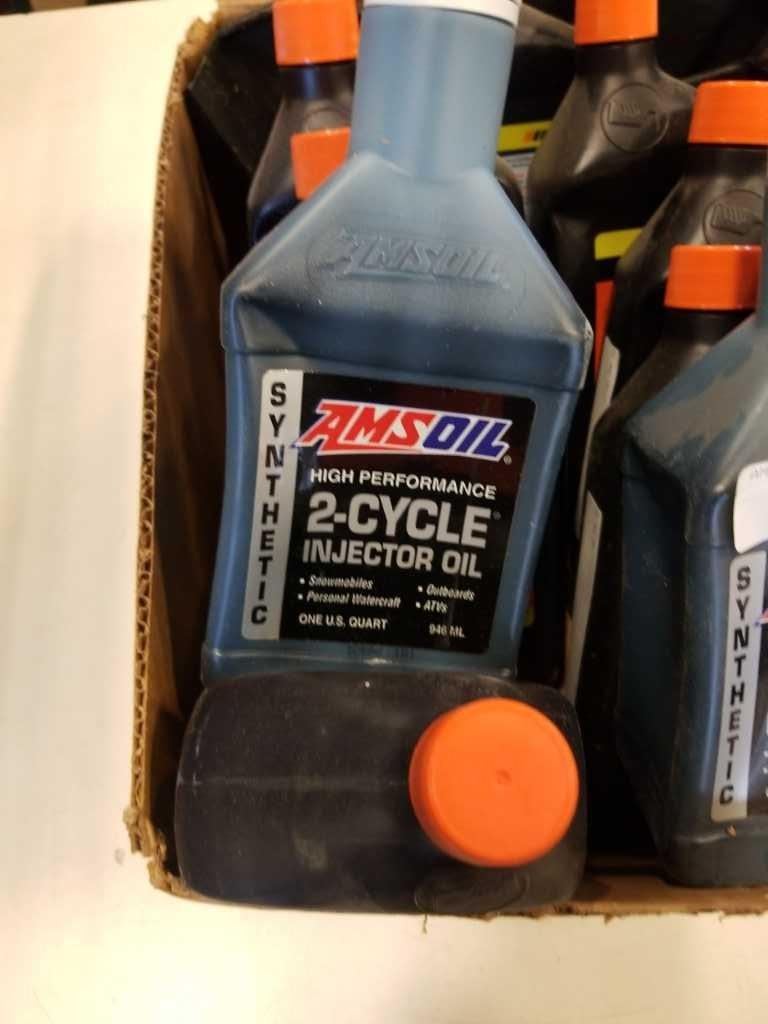 AMSOIL
SYNTHETIC
AMSOIL®
HIGH PERFORMANCE
2-CYCLE®
INJECTOR OIL
• Snowmobiles
• Outboards
• Personal Watercraft
• ATVs
ONE U.S. QUART
946 ML
SYNTHETIC